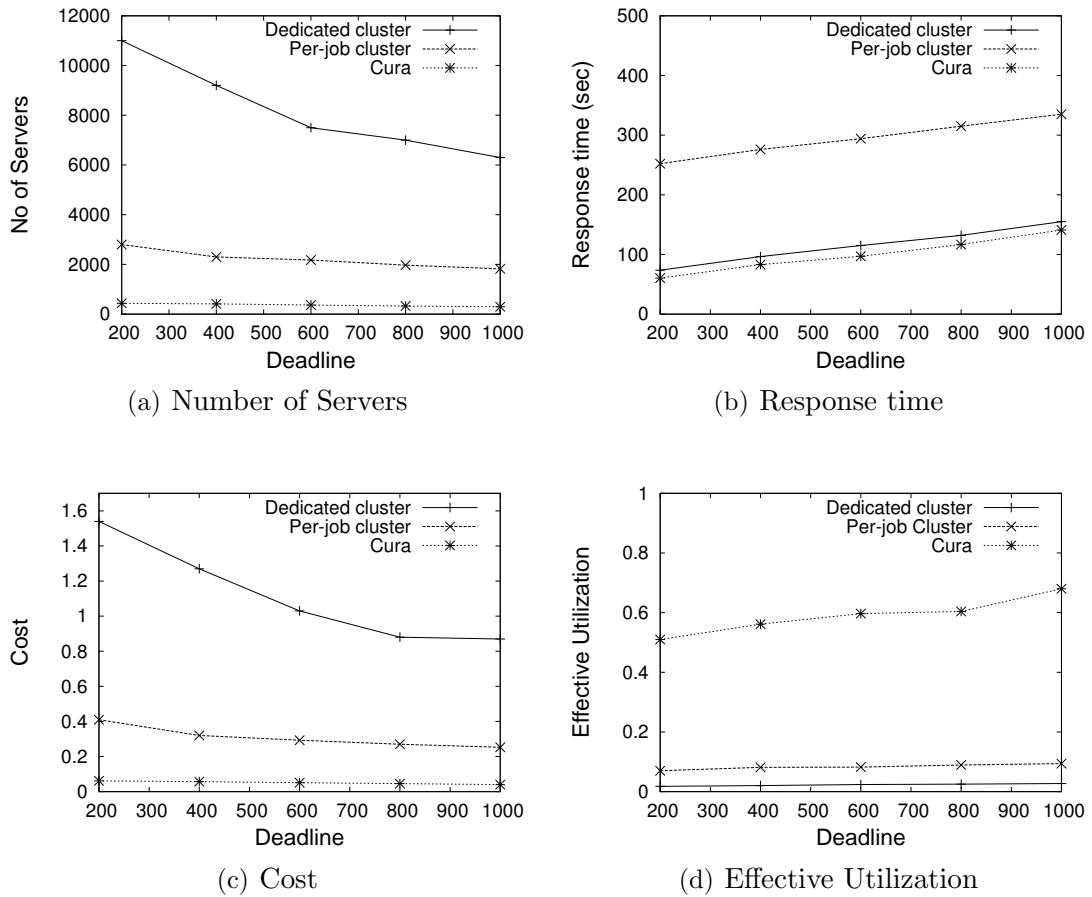 No of Servers
12000
10000
8000
6000
4000
2000
0
Dedicated cluster
Per-job cluster
Cura
200 300 400 500 600 700 800 900 1000
Deadline
(a) Number of Servers
Response time (sec)
500
400
300
200
100
0
Dedicated cluster
Per-job cluster
Cura
200 300 400 500 600 700 800 900 1000
Deadline
(b) Response time
Cost
1.6
1.4
1.2
1
0.8
0.6
0.4
0.2
0
Dedicated cluster
Per-job cluster
Cura
200 300 400 500 600 700 800 900 1000
Deadline
(c) Cost
Effective Utilization
1
0.8
0.6
0.4
0.2
0
Dedicated cluster
Per-job Cluster
Cura
200 300 400 500 600 700 800 900 1000
Deadline
(d) Effective Utilization